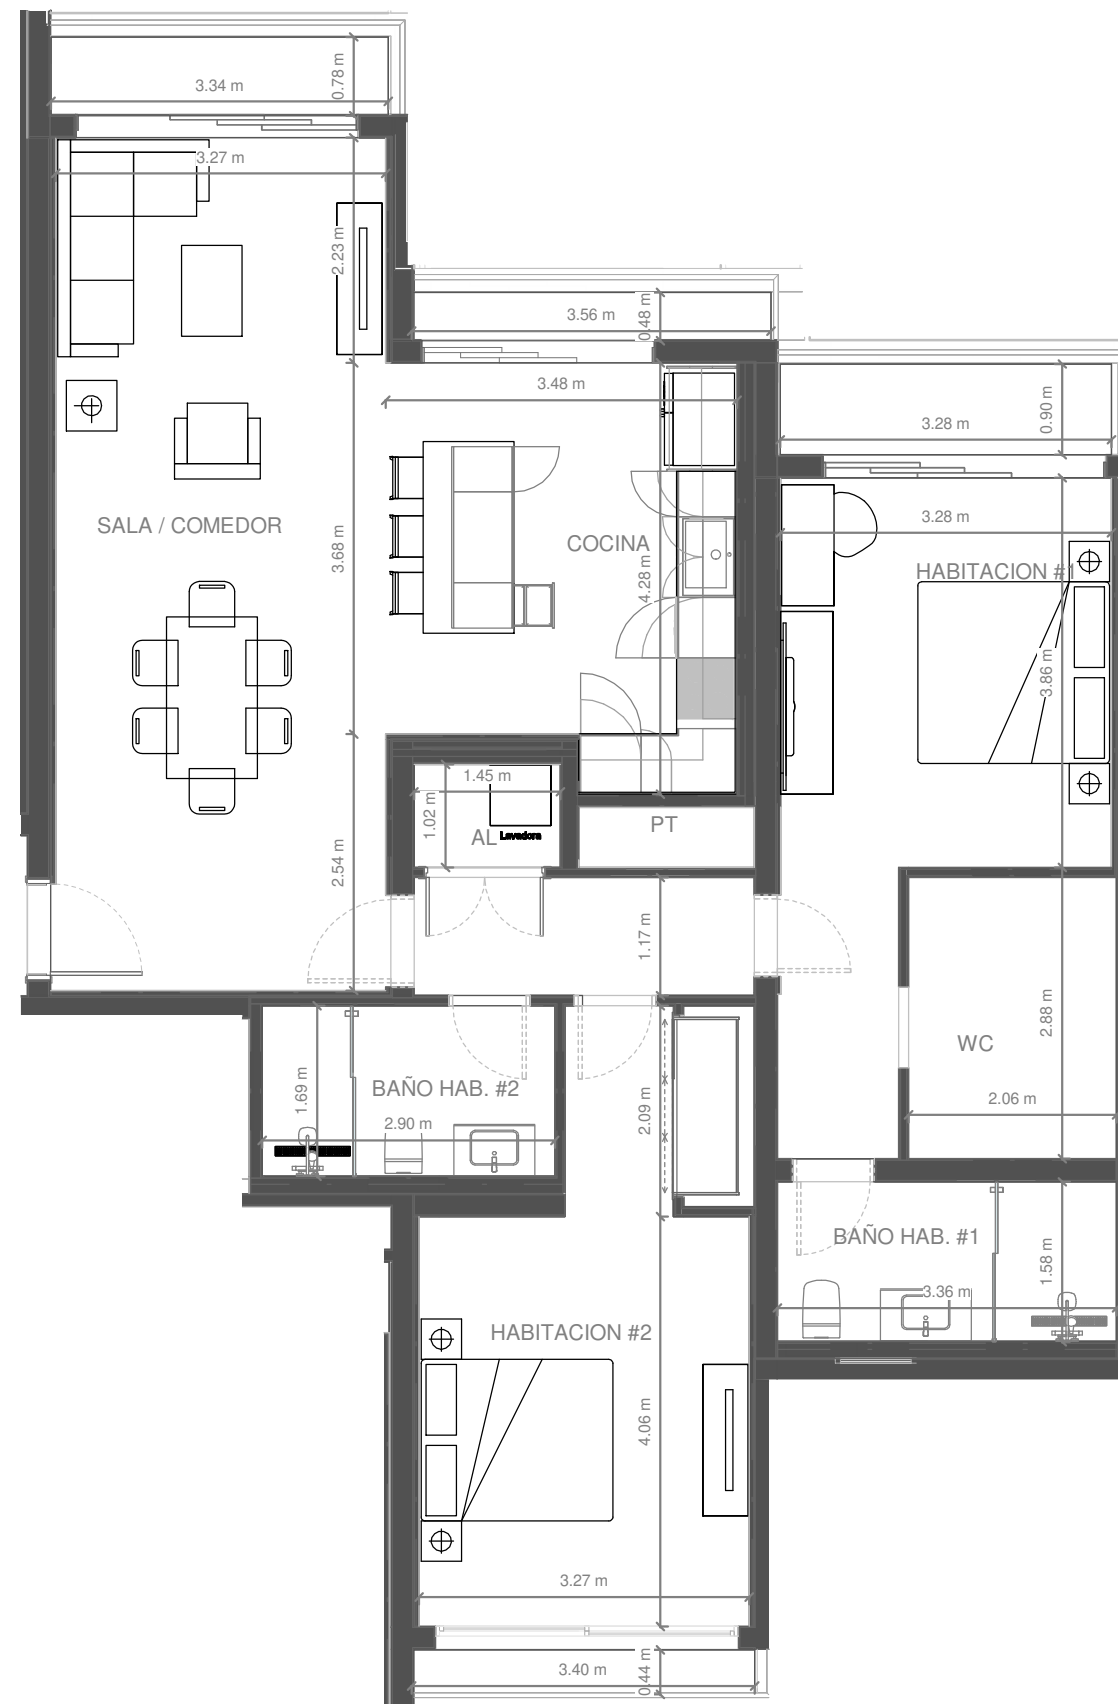 0.78 m
3.34 m
3.27 m
2.23 m
3.56 m
0.48 m
3.48 m
0.90 m
3.28 m
3.28 m
SALA / COMEDOR
3.68 m
COCINA
4.28 m
HABITACION #1
3.86 m
1.45 m
1.02 m
AL
Lavadora
PT
2.54 m
1.17 m
2.88 m
WC
2.06 m
BAÑO HAB. #2
1.69 m
2.90 m
2.09 m
BAÑO HAB. #1
1.58 m
3.36 m
HABITACION #2
4.06 m
3.27 m
3.40 m
0.44 m